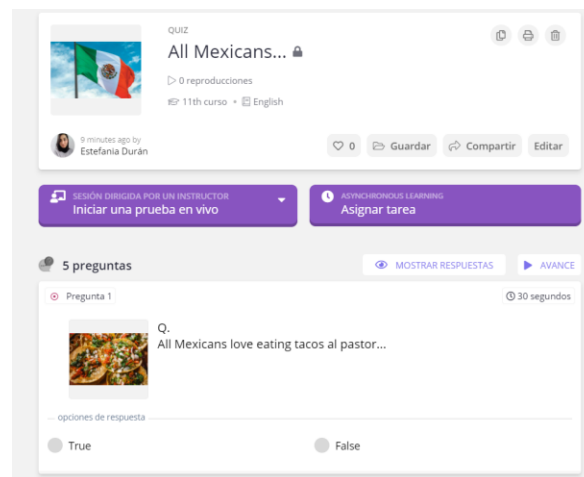 QUIZ
All Mexicans...
0 reproducciones
11th curso • English
9 minutes ago by
Estefania Durán
0
Guardar
Compartir
Editar
SESIÓN DIRIGIDA POR UN INSTRUCTOR
Iniciar una prueba en vivo
ASYNCHRONOUS LEARNING
Asignar tarea
5 preguntas
MOSTRAR RESPUESTAS
AVANCE
Pregunta 1
30 segundos
Q.
All Mexicans love eating tacos al pastor...
opciones de respuesta
True
False